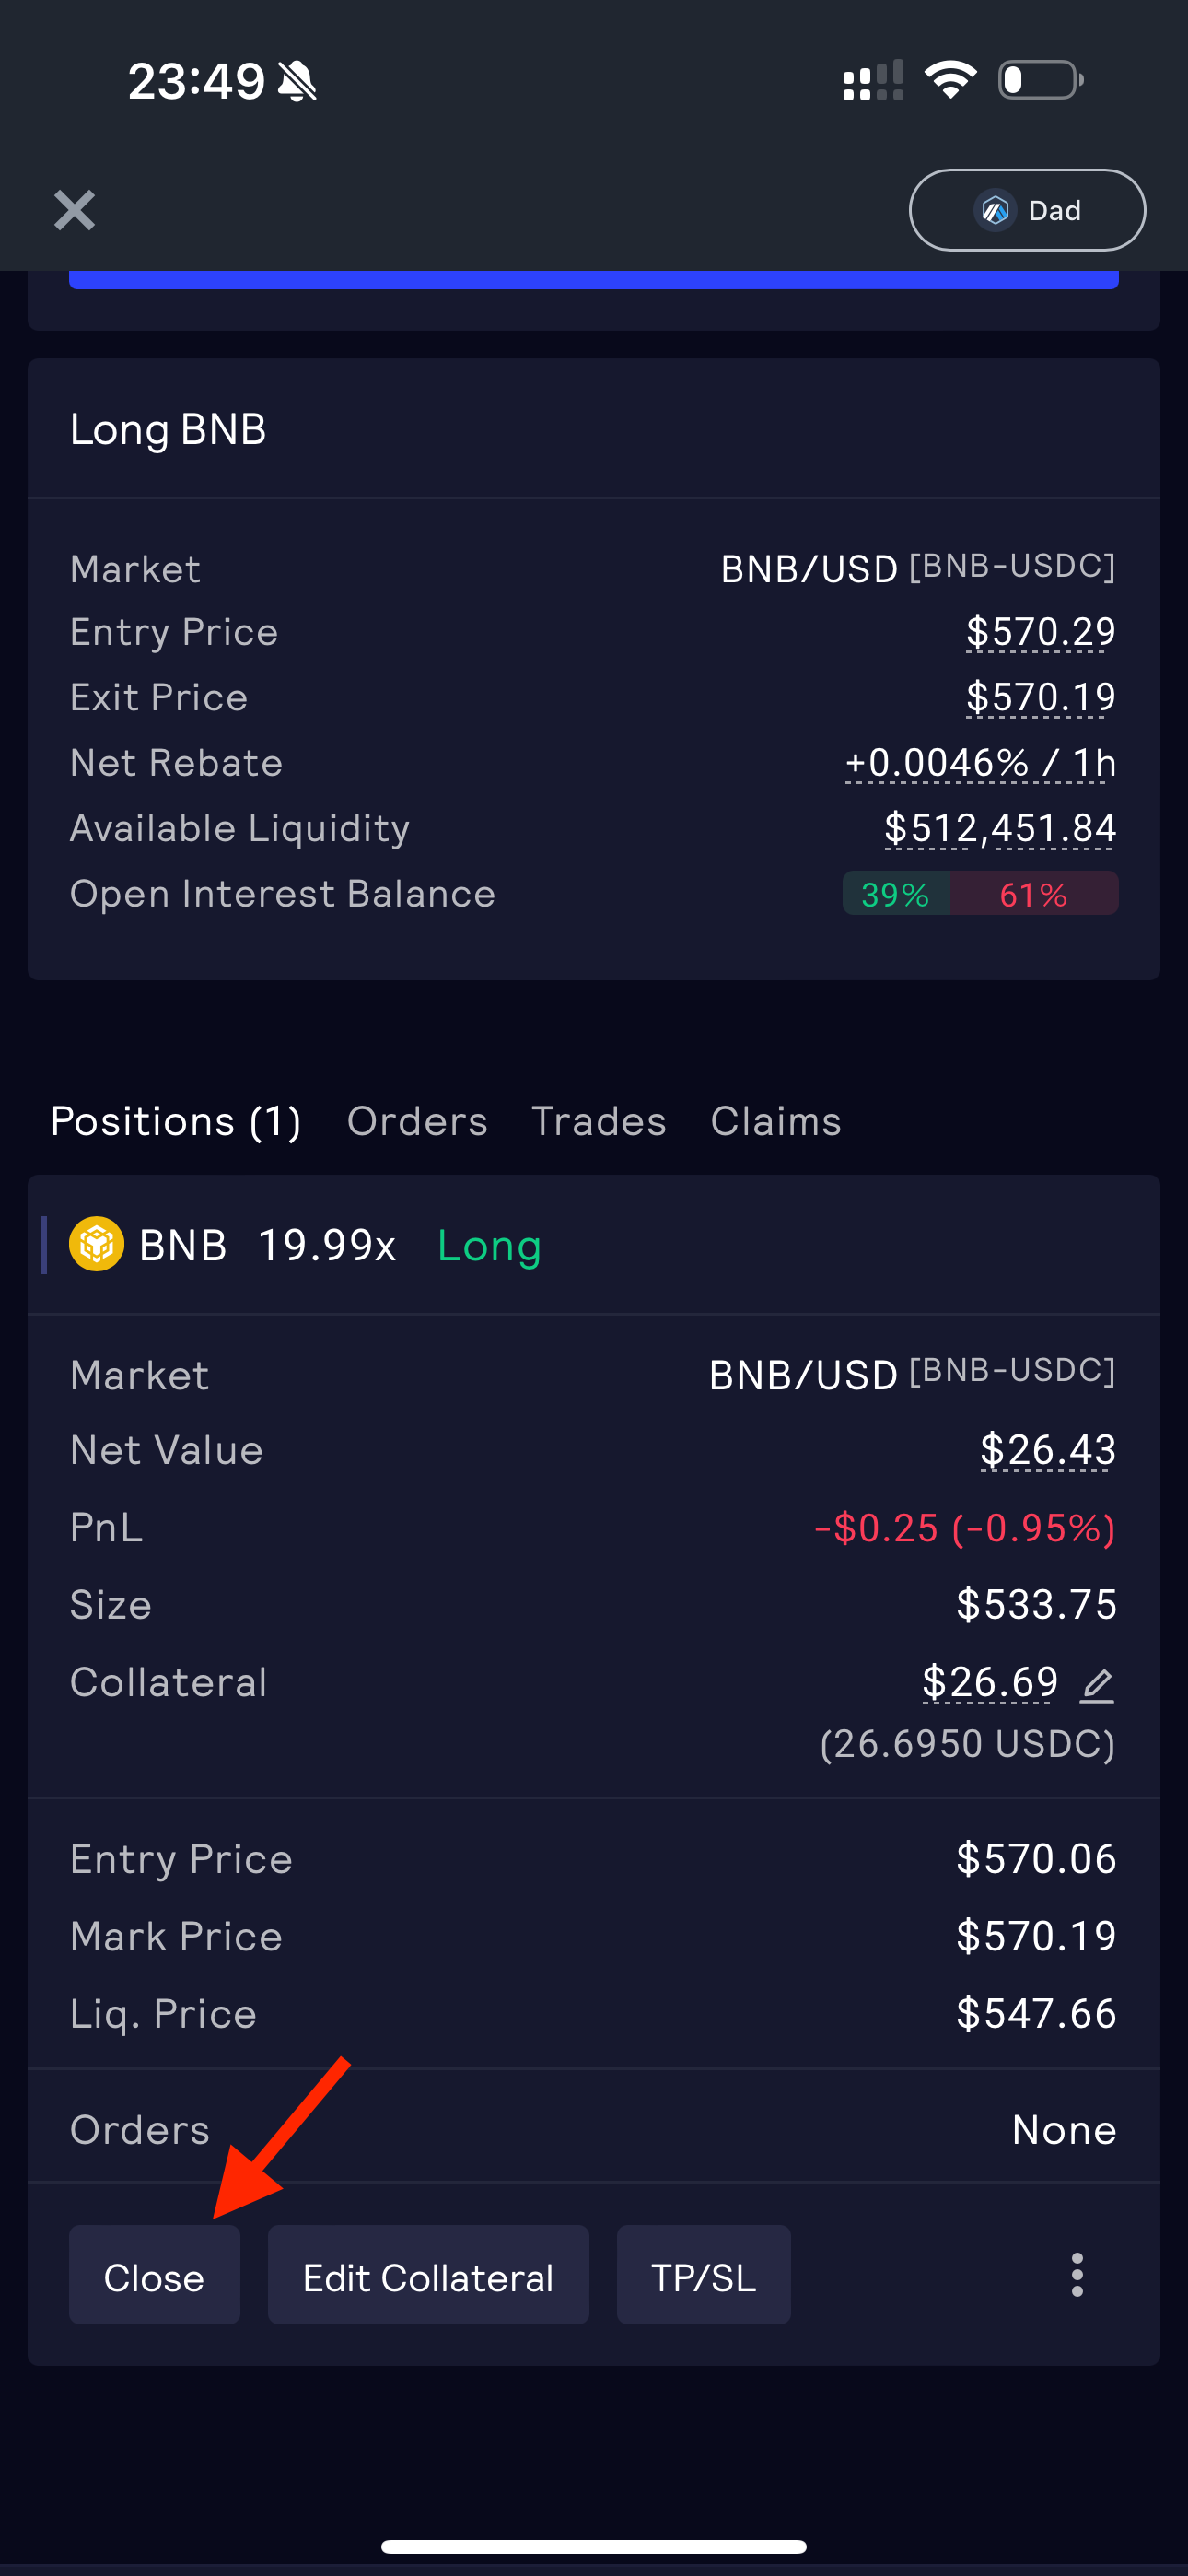 23:49
Dad
Long BNB
Market BNB/USD [BNB-USDC]
Entry Price $570.29
Exit Price $570.19
Net Rebate +0.0046% / 1h
Available Liquidity $512,451.84
Open Interest Balance 39% 61%
Positions (1) Orders Trades Claims
BNB 19.99x Long
Market BNB/USD [BNB-USDC]
Net Value $26.43
PnL -$0.25 (-0.95%)
Size $533.75
Collateral $26.69
(26.6950 USDC)
Entry Price $570.06
Mark Price $570.19
Liq. Price $547.66
Orders None
Close Edit Collateral TP/SL